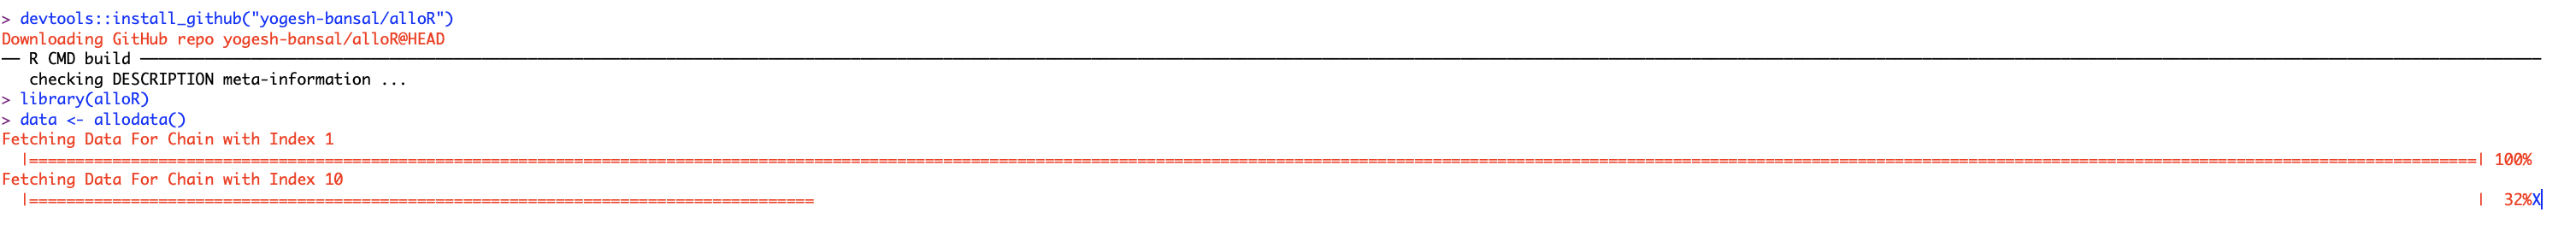 > devtools::install_github("yogesh-bansal/alloR")
Downloading GitHub repo yogesh-bansal/alloR@HEAD
── R CMD build ──────────
checking DESCRIPTION meta-information ...
> library(alloR)
> data <- allodata()
Fetching Data For Chain with Index 1
|==========| 100%
Fetching Data For Chain with Index 10
|========== | 32%X